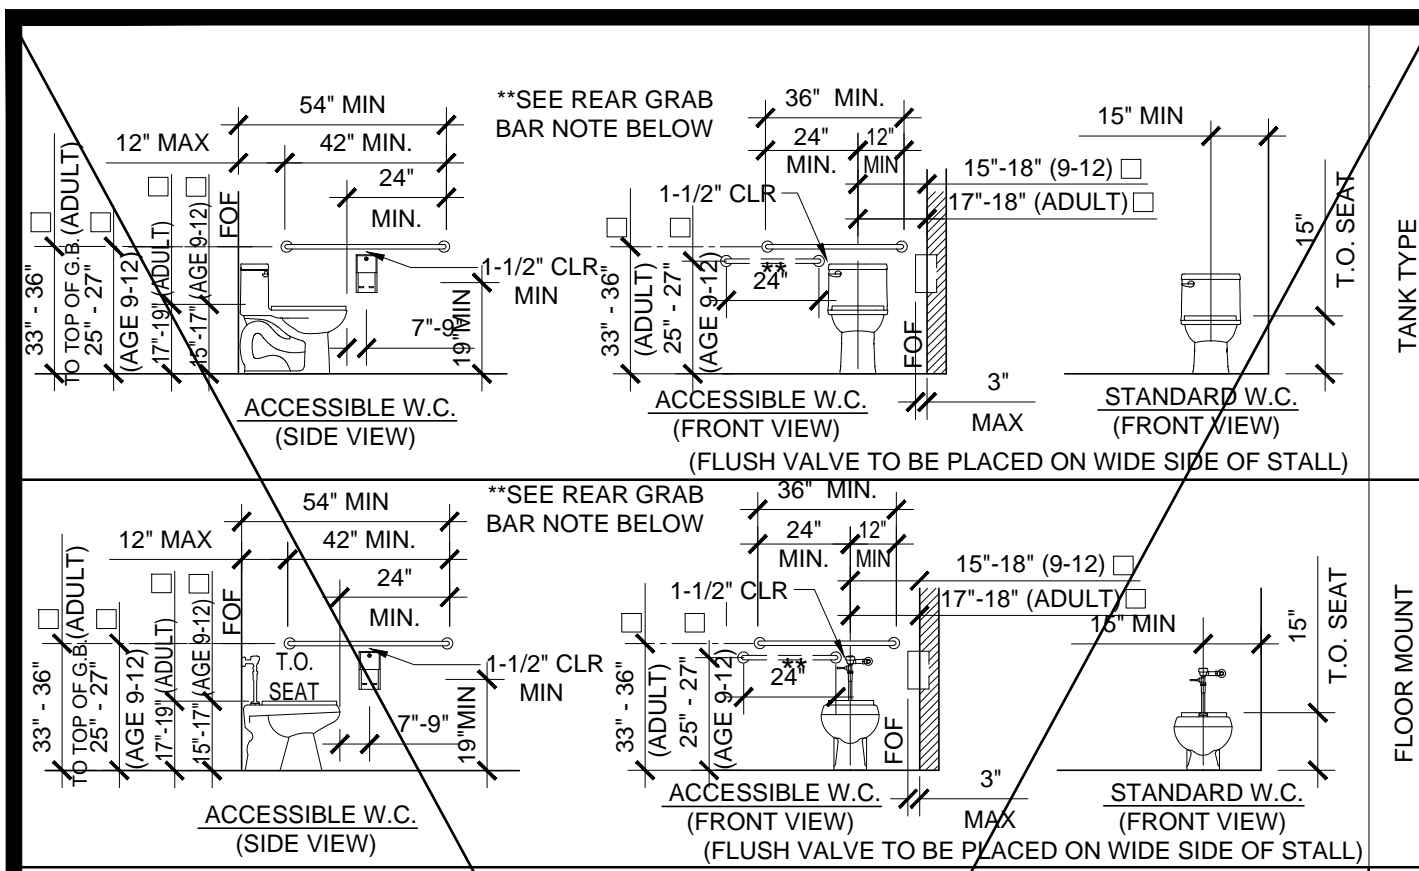 54" MIN
**SEE REAR GRAB
BAR NOTE BELOW
12" MAX
42" MIN.
24"
MIN.
33" - 36"
TO TOP OF G.B.(ADULT)
25" - 27"
(AGE 9-12)
17"-19" (ADULT)
15"-17" (AGE 9-12)
FOF
1-1/2" CLR
MIN
7"-9"
19"MIN
ACCESSIBLE W.C.
(SIDE VIEW)
36" MIN.
24"
MIN.
12"
MIN
15"-18" (9-12)
17"-18" (ADULT)
1-1/2" CLR
33" - 36"
(ADULT)
25" - 27"
(AGE 9-12)
**
24"
FOF
3"
MAX
ACCESSIBLE W.C.
(FRONT VIEW)
15" MIN
15"
T.O. SEAT
STANDARD W.C.
(FRONT VIEW)
(FLUSH VALVE TO BE PLACED ON WIDE SIDE OF STALL)
TANK TYPE
54" MIN
**SEE REAR GRAB
BAR NOTE BELOW
12" MAX
42" MIN.
24"
MIN.
33" - 36"
TO TOP OF G.B.(ADULT)
25" - 27"
(AGE 9-12)
17"-19" (ADULT)
15"-17" (AGE 9-12)
FOF
T.O.
SEAT
1-1/2" CLR
MIN
7"-9"
19"MIN
ACCESSIBLE W.C.
(SIDE VIEW)
36" MIN.
24"
MIN.
12"
MIN
15"-18" (9-12)
17"-18" (ADULT)
1-1/2" CLR
33" - 36"
(ADULT)
25" - 27"
(AGE 9-12)
**
24"
FOF
3"
MAX
ACCESSIBLE W.C.
(FRONT VIEW)
15" MIN
15"
T.O. SEAT
STANDARD W.C.
(FRONT VIEW)
(FLUSH VALVE TO BE PLACED ON WIDE SIDE OF STALL)
FLOOR MOUNT